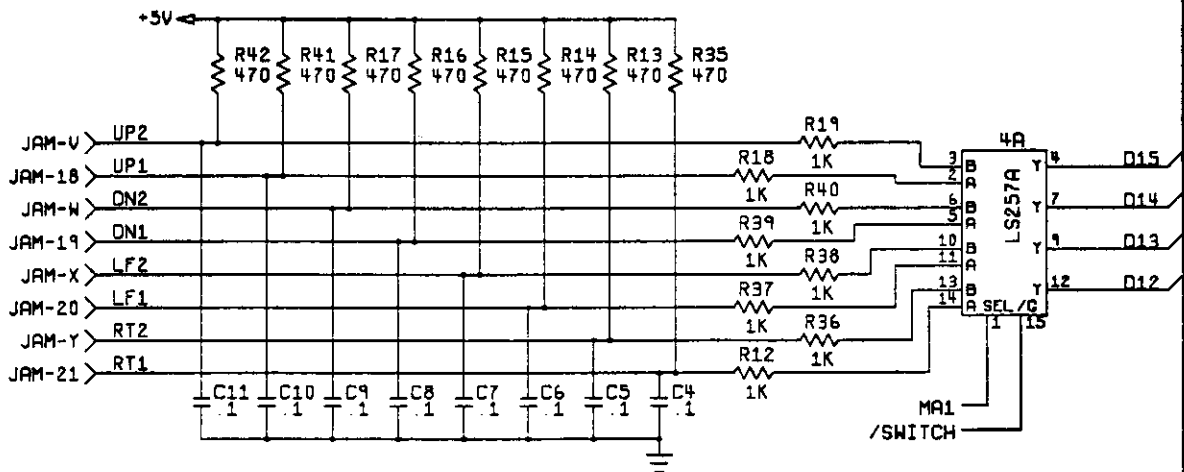 +5V
R42 R41 R17 R16 R15 R14 R13 R35
470 470 470 470 470 470 470 470
JAM-V UP2 R19 1K
JAM-18 UP1 R18 1K
JAM-W DN2 R40 1K
JAM-19 DN1 R39 1K
JAM-X LF2 R38 1K
JAM-20 LF1 R37 1K
JAM-Y RT2 R36 1K
JAM-21 RT1 R12 1K
C11 C10 C9 C8 C7 C6 C5 C4
.1 .1 .1 .1 .1 .1 .1 .1
4A
LS257A
3 B Y 4 D15
2 A
6 B Y 7 D14
5 A
10 B Y 9 D13
11 A
13 B Y 12 D12
14 A SEL /G
1 15
MA1
/SWITCH